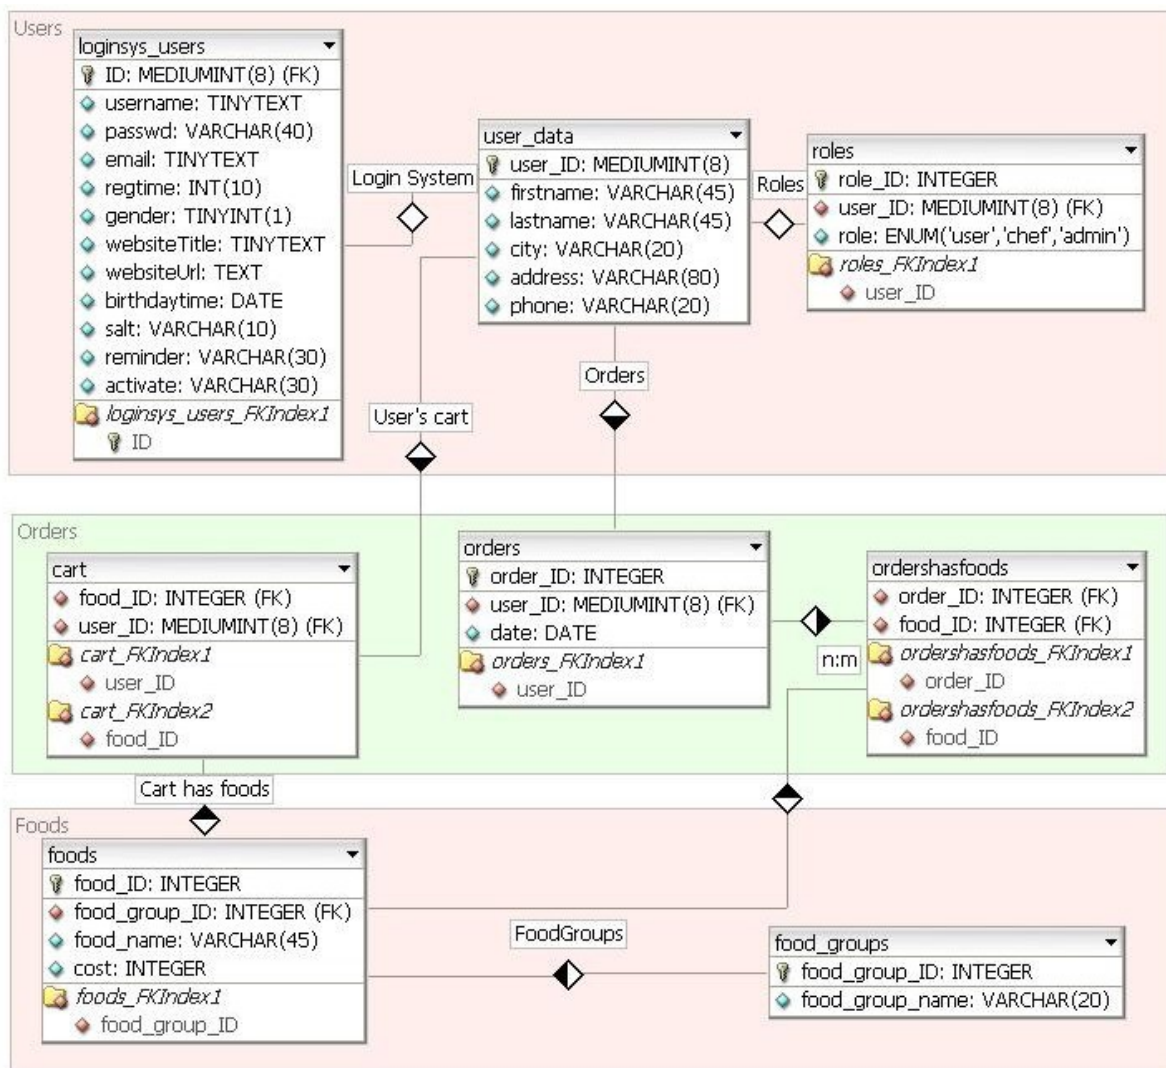 Users
loginsys_users
ID: MEDIUMINT(8) (FK)
username: TINYTEXT
passwd: VARCHAR(40)
email: TINYTEXT
regtime: INT(10)
gender: TINYINT(1)
websiteTitle: TINYTEXT
websiteUrl: TEXT
birthdaytime: DATE
salt: VARCHAR(10)
reminder: VARCHAR(30)
activate: VARCHAR(30)
loginsys_users_FKIndex1
ID
Login System
user_data
user_ID: MEDIUMINT(8)
firstname: VARCHAR(45)
lastname: VARCHAR(45)
city: VARCHAR(20)
address: VARCHAR(80)
phone: VARCHAR(20)
Roles
roles
role_ID: INTEGER
user_ID: MEDIUMINT(8) (FK)
role: ENUM('user','chef','admin')
roles_FKIndex1
user_ID
Orders
User's cart
Orders
cart
food_ID: INTEGER (FK)
user_ID: MEDIUMINT(8) (FK)
cart_FKIndex1
user_ID
cart_FKIndex2
food_ID
orders
order_ID: INTEGER
user_ID: MEDIUMINT(8) (FK)
date: DATE
orders_FKIndex1
user_ID
n:m
ordershasfoods
order_ID: INTEGER (FK)
food_ID: INTEGER (FK)
ordershasfoods_FKIndex1
order_ID
ordershasfoods_FKIndex2
food_ID
Cart has foods
Foods
foods
food_ID: INTEGER
food_group_ID: INTEGER (FK)
food_name: VARCHAR(45)
cost: INTEGER
foods_FKIndex1
food_group_ID
FoodGroups
food_groups
food_group_ID: INTEGER
food_group_name: VARCHAR(20)